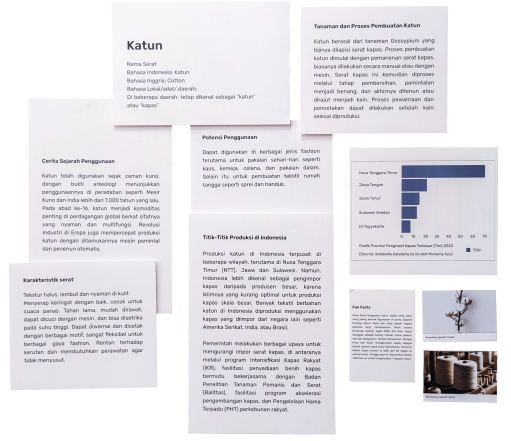 Katun
Nama Serat
Bahasa Indonesia: Katun
Bahasa Inggris: Cotton
Bahasa Lokal/adat/ daerah:
Di beberapa daerah, tetap dikenal sebagai "katun"
atau "kapas"
Tanaman dan Proses Pembuatan Katun
Katun berasal dari tanaman Gossypium yang
bijinya dilapisi serat kapas. Proses pembuatan
katun dimulai dengan pemanenan serat kapas,
biasanya dilakukan secara manual atau dengan
mesin. Serat kapas ini kemudian diproses
melalui tahap pembersihan, pemintalan
menjadi benang, dan akhirnya ditenun atau
dirajut menjadi kain. Proses pewarnaan dan
pencetakan dapat dilakukan setelah kain
selesai diproduksi.
Cerita Sejarah Penggunaan
Katun telah digunakan sejak zaman kuno,
dengan bukti arkeologi menunjukkan
penggunaannya di peradaban seperti Mesir
Kuno dan India lebih dari 7.000 tahun yang lalu.
Pada abad ke-16, katun menjadi komoditas
penting di perdagangan global berkat sifatnya
yang nyaman dan multifungsi. Revolusi
Industri di Eropa juga mempercepat produksi
katun dengan ditemukannya mesin pemintal
dan penenun otomatis.
Potensi Penggunaan
Dapat digunakan di berbagai jenis fashion
terutama untuk pakaian sehari-hari seperti
kaos, kemeja, celana, dan pakaian dalam.
Selain itu untuk pembuatan tekstil rumah
tangga seperti sprei dan handuk.
Karakteristik serat
Tekstur halus, lembut dan nyaman di kulit
Menyerap keringat dengan baik, cocok untuk
cuaca panas. Tahan lama, mudah dirawat,
dapat dicuci dengan mesin, dan bisa disetrika
pada suhu tinggi. Dapat diwarnai dan dicetak
dengan berbagai motif, sangat fleksibel untuk
berbagai gaya fashion. Rentan terhadap
kerutan dan membutuhkan perawatan agar
tidak menyusut.
Titik-Titik Produksi di Indonesia
Produksi katun di Indonesia terpusat di
beberapa wilayah, terutama di Nusa Tenggara
Timur (NTT), Jawa dan Sulawesi. Namun,
Indonesia lebih dikenal sebagai pengimpor
kapas daripada produsen besar, karena
iklimnya yang kurang optimal untuk produksi
kapas skala besar. Banyak tekstil berbahan
katun di Indonesia diproduksi menggunakan
kapas yang diimpor dari negara lain seperti
Amerika Serikat, India, atau Brasil.
Pemerintah melakukan berbagai upaya untuk
mengurangi impor serat kapas, di antaranya
melalui program Intensifikasi Kapas Rakyat
(IKR), fasilitasi penyediaan benih kapas
bermutu bekerjasama dengan Badan
Penelitian Tanaman Pemanis dan Serat
(Balittas), fasilitasi program akselerasi
pengembangan kapas, dan Pengelolaan Hama
Terpadu (PHT) perkebunan rakyat.
Nusa Tenggara Timur
Jawa Tengah
Jawa Timur
Sulawesi Selatan
DI Yogyakarta
0 10 20 30 40 50 60 70
Grafik Provinsi Penghasil Kapas Terbesar (Ton) 2020
TON
Fun Facts